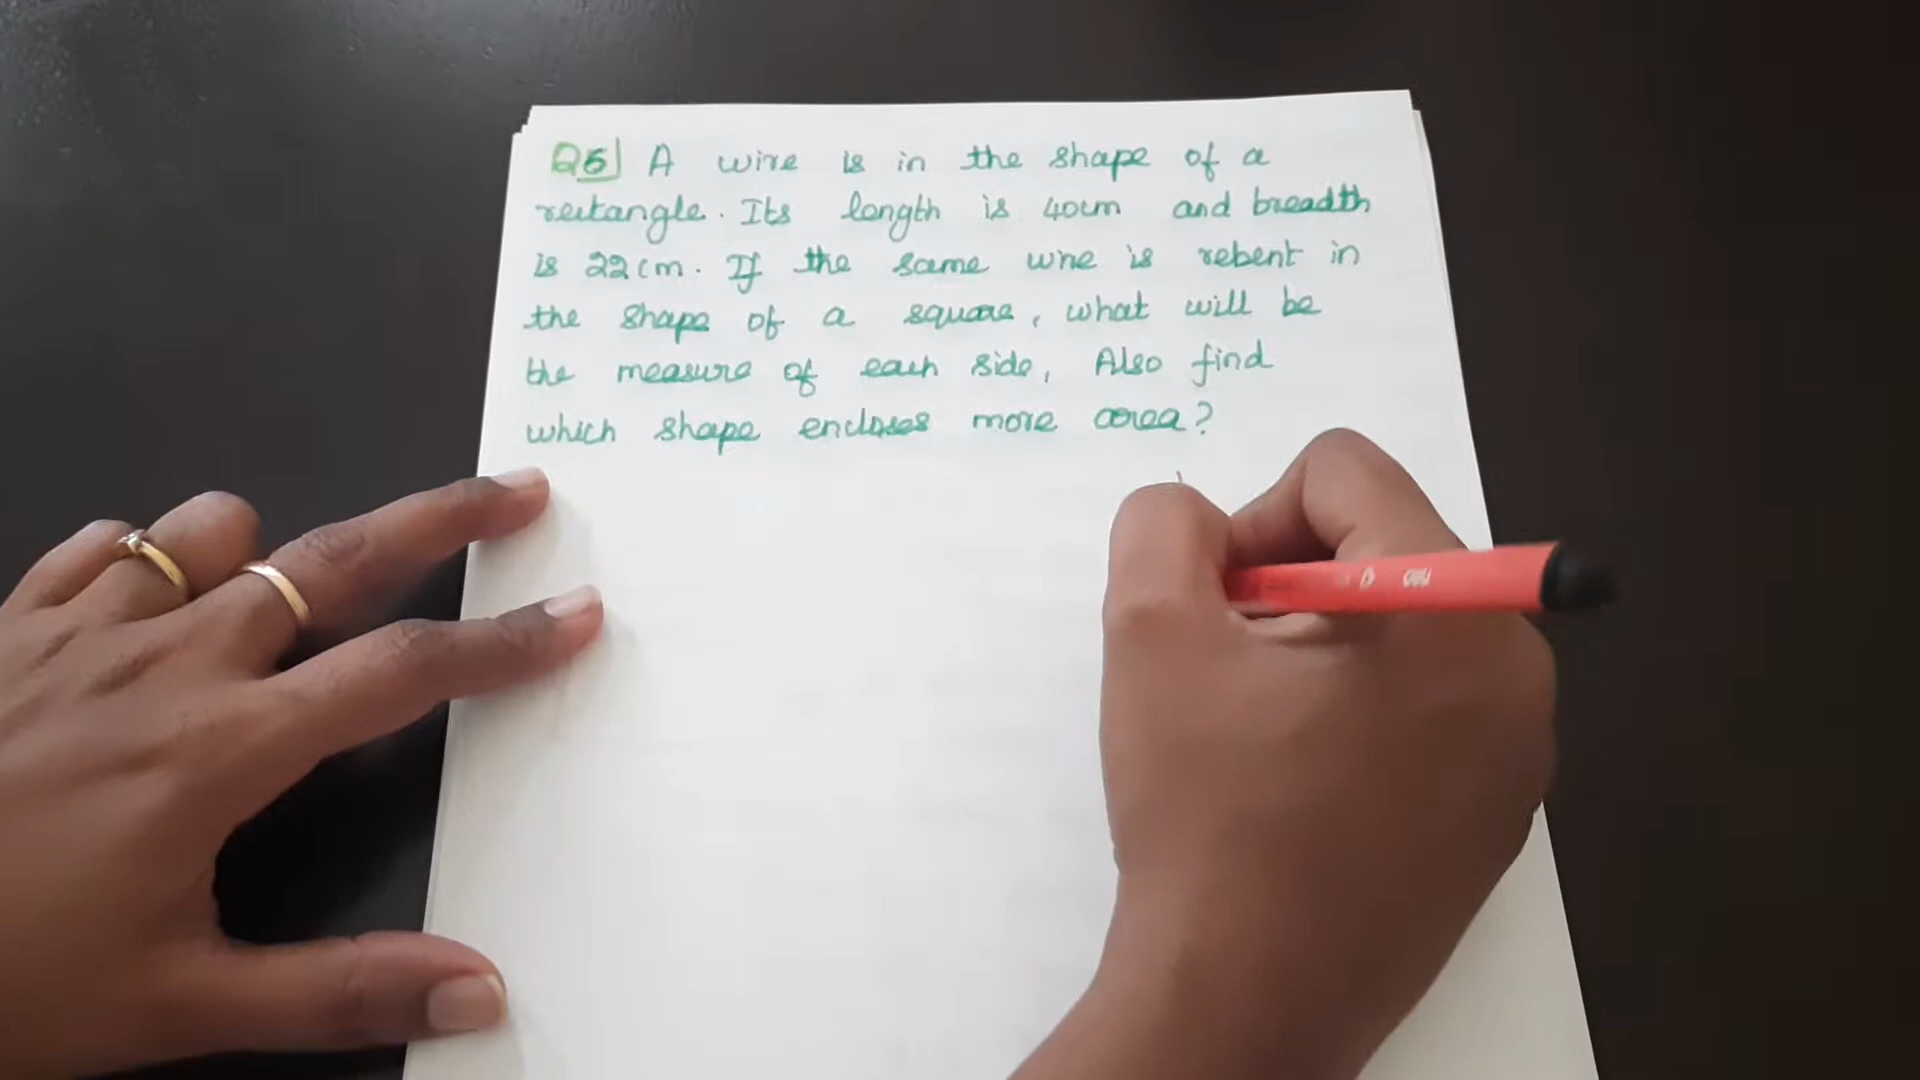 Q5 A wire is in the shape of a
rectangle. Its length is 40cm and breadth
is 22cm. If the same wire is rebent in
the shape of a square, what will be
the measure of each side, Also find
which shape encloses more area?